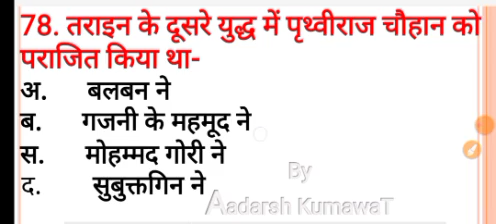 78. तराइन के दूसरे युद्ध में पृथ्वीराज चौहान को
पराजित किया था-
अ. बलबन ने
ब. गजनी के महमूद ने
स. मोहम्मद गोरी ने
द. सुबुक्तगिन ने
By
Aadarsh KumawaT